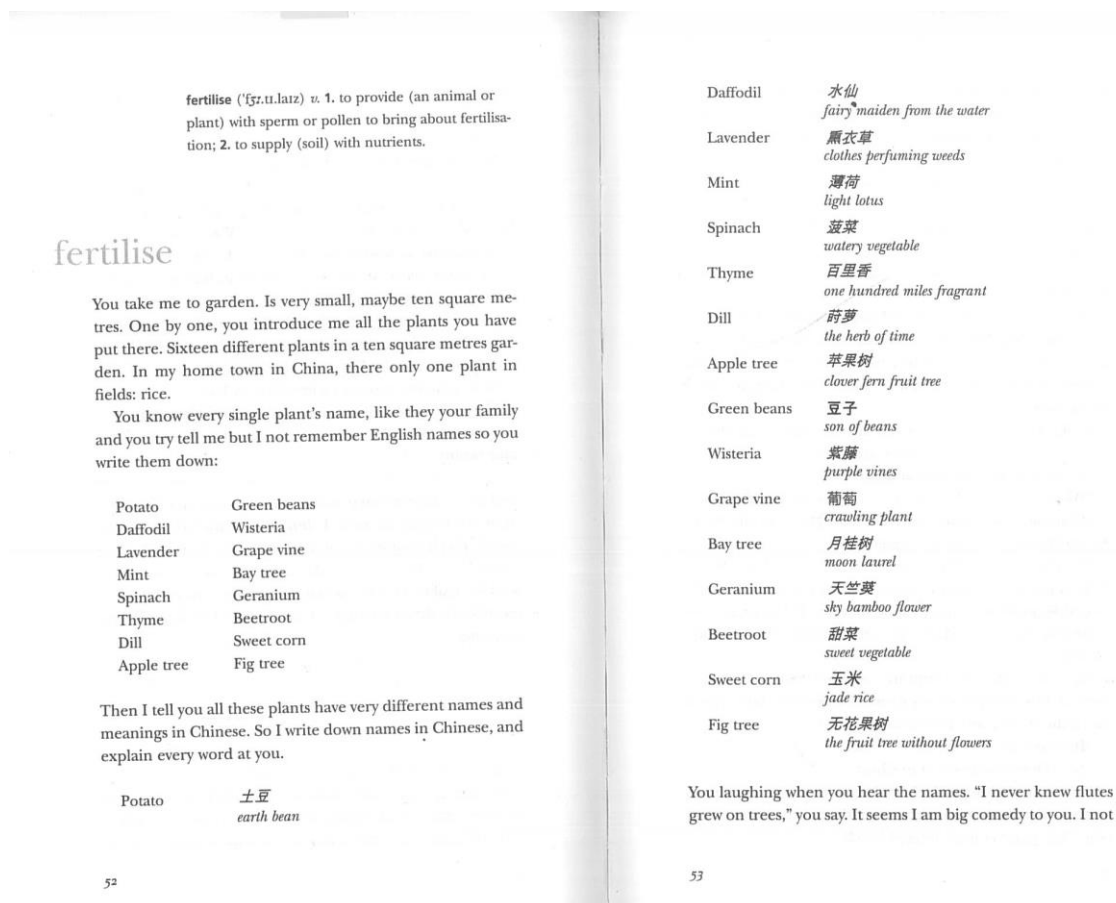 fertilise ('fɜr.tɪ.laɪz) v. 1. to provide (an animal or
plant) with sperm or pollen to bring about fertilisa-
tion; 2. to supply (soil) with nutrients.
fertilise
You take me to garden. Is very small, maybe ten square me-
tres. One by one, you introduce me all the plants you have
put there. Sixteen different plants in a ten square metres gar-
den. In my home town in China, there only one plant in
fields: rice.
You know every single plant's name, like they your family
and you try tell me but I not remember English names so you
write them down:
Potato Green beans
Daffodil Wisteria
Lavender Grape vine
Mint Bay tree
Spinach Geranium
Thyme Beetroot
Dill Sweet corn
Apple tree Fig tree
Then I tell you all these plants have very different names and
meanings in Chinese. So I write down names in Chinese, and
explain every word at you.
Potato 土豆
earth bean
52
Daffodil 水仙
fairy maiden from the water
Lavender 熏衣草
clothes perfuming weeds
Mint 薄荷
light lotus
Spinach 菠菜
watery vegetable
Thyme 百里香
one hundred miles fragrant
Dill 莳萝
the herb of time
Apple tree 苹果树
clover fern fruit tree
Green beans 豆子
son of beans
Wisteria 紫藤
purple vines
Grape vine 葡萄
crawling plant
Bay tree 月桂树
moon laurel
Geranium 天竺葵
sky bamboo flower
Beetroot 甜菜
sweet vegetable
Sweet corn 玉米
jade rice
Fig tree 无花果树
the fruit tree without flowers
You laughing when you hear the names. "I never knew flutes
grew on trees," you say. It seems I am big comedy to you. I not
53